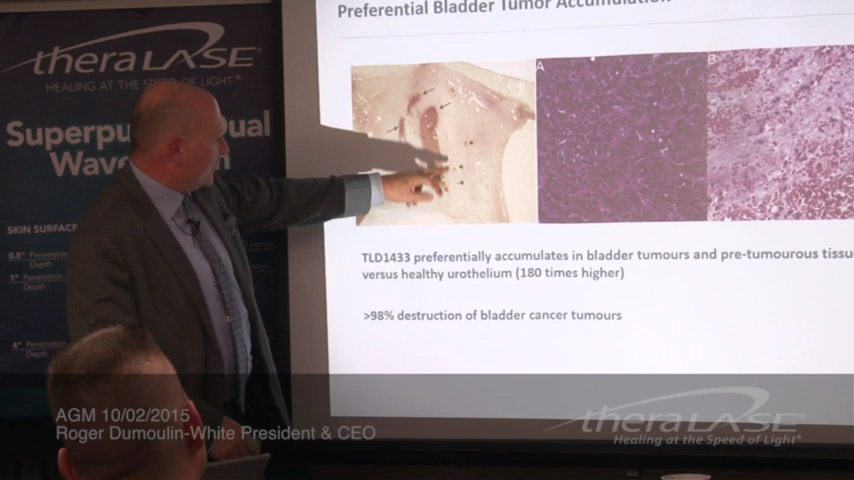 Preferential Bladder Tumor Accumulation
theraLASE®
HEALING AT THE SPEED OF LIGHT®
Dual
Wave
SKIN SURFACE
0.5" Penetration
Depth
1" Penetration
Depth
4" Penetration
Depth
A
B
TLD1433 preferentially accumulates in bladder tumours and pre-tumourous tissu
versus healthy urothelium (180 times higher)
>98% destruction of bladder cancer tumours
AGM 10/02/2015
Roger Dumoulin-White President & CEO
theraLASE®
Healing at the Speed of Light®